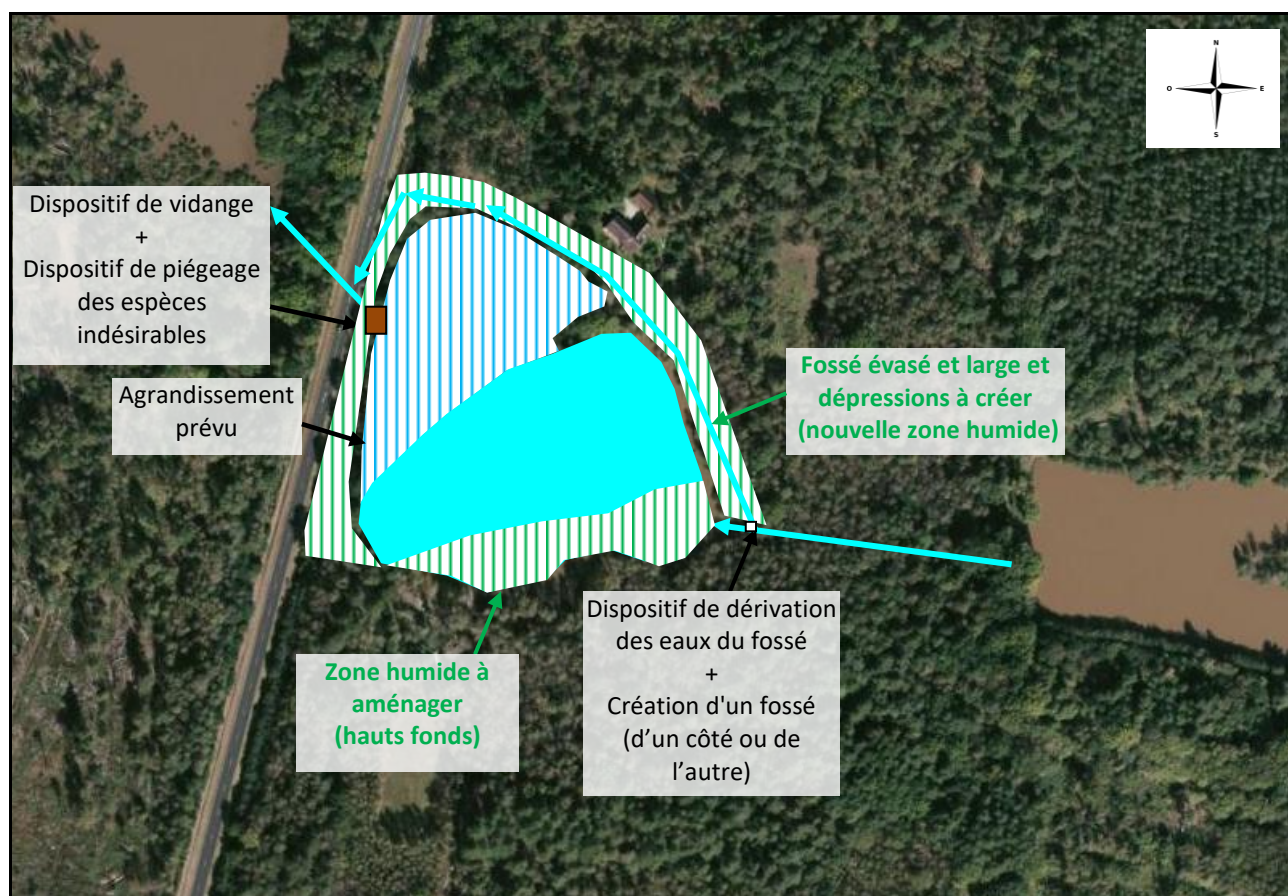 N
O
E
S
Dispositif de vidange
+
Dispositif de piégeage
des espèces
indésirables
Agrandissement
prévu
Fossé évasé et large et
dépressions à créer
(nouvelle zone humide)
Zone humide à
aménager
(hauts fonds)
Dispositif de dérivation
des eaux du fossé
+
Création d'un fossé
(d’un côté ou de
l’autre)